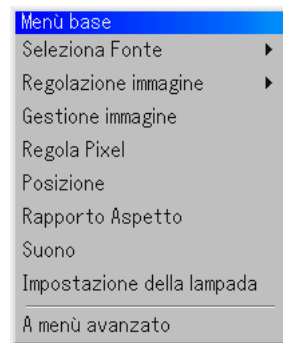 Menù base
Seleziona Fonte
Regolazione immagine
Gestione immagine
Regola Pixel
Posizione
Rapporto Aspetto
Suono
Impostazione della lampada
A menù avanzato